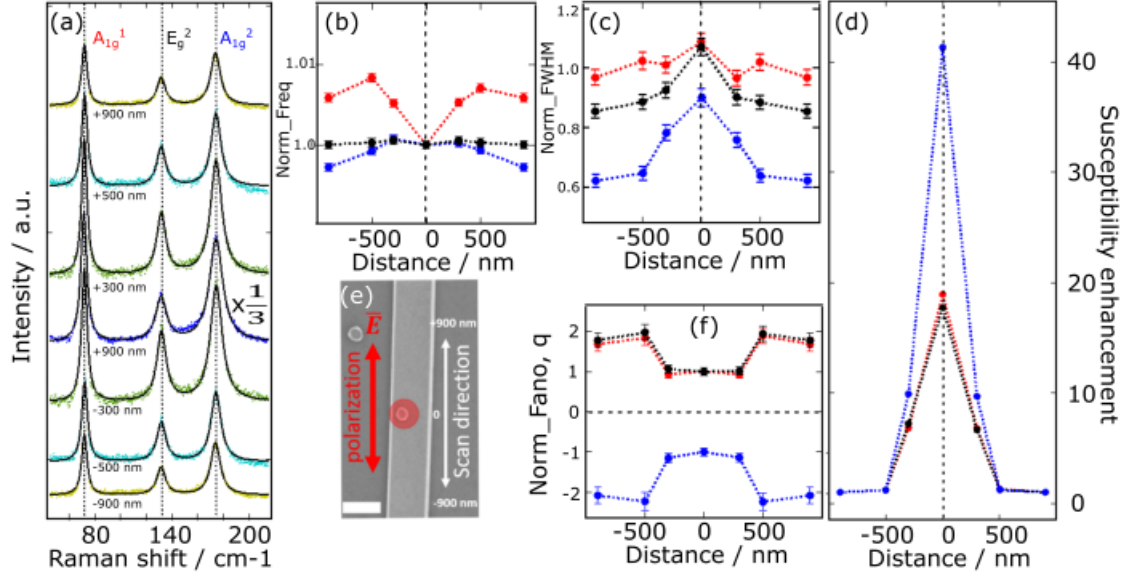 (a)
A1g1
Eg2
A1g2
+900 nm
+500 nm
+300 nm
+900 nm
x 1/3
-300 nm
-500 nm
-900 nm
80 140 200
Raman shift / cm-1
Intensity / a.u.
(b)
1.01
1.0
Norm_Freq
-500 0 500
Distance / nm
(c)
1.2
1.0
0.8
0.6
Norm_FWHM
-500 0 500
Distance / nm
(d)
40
30
20
10
0
Susceptibility enhancement
-500 0 500
Distance / nm
(e)
E
polarization
+900 nm
0
-900 nm
Scan direction
(f)
2
1
0
-1
-2
Norm_Fano, q
-500 0 500
Distance / nm